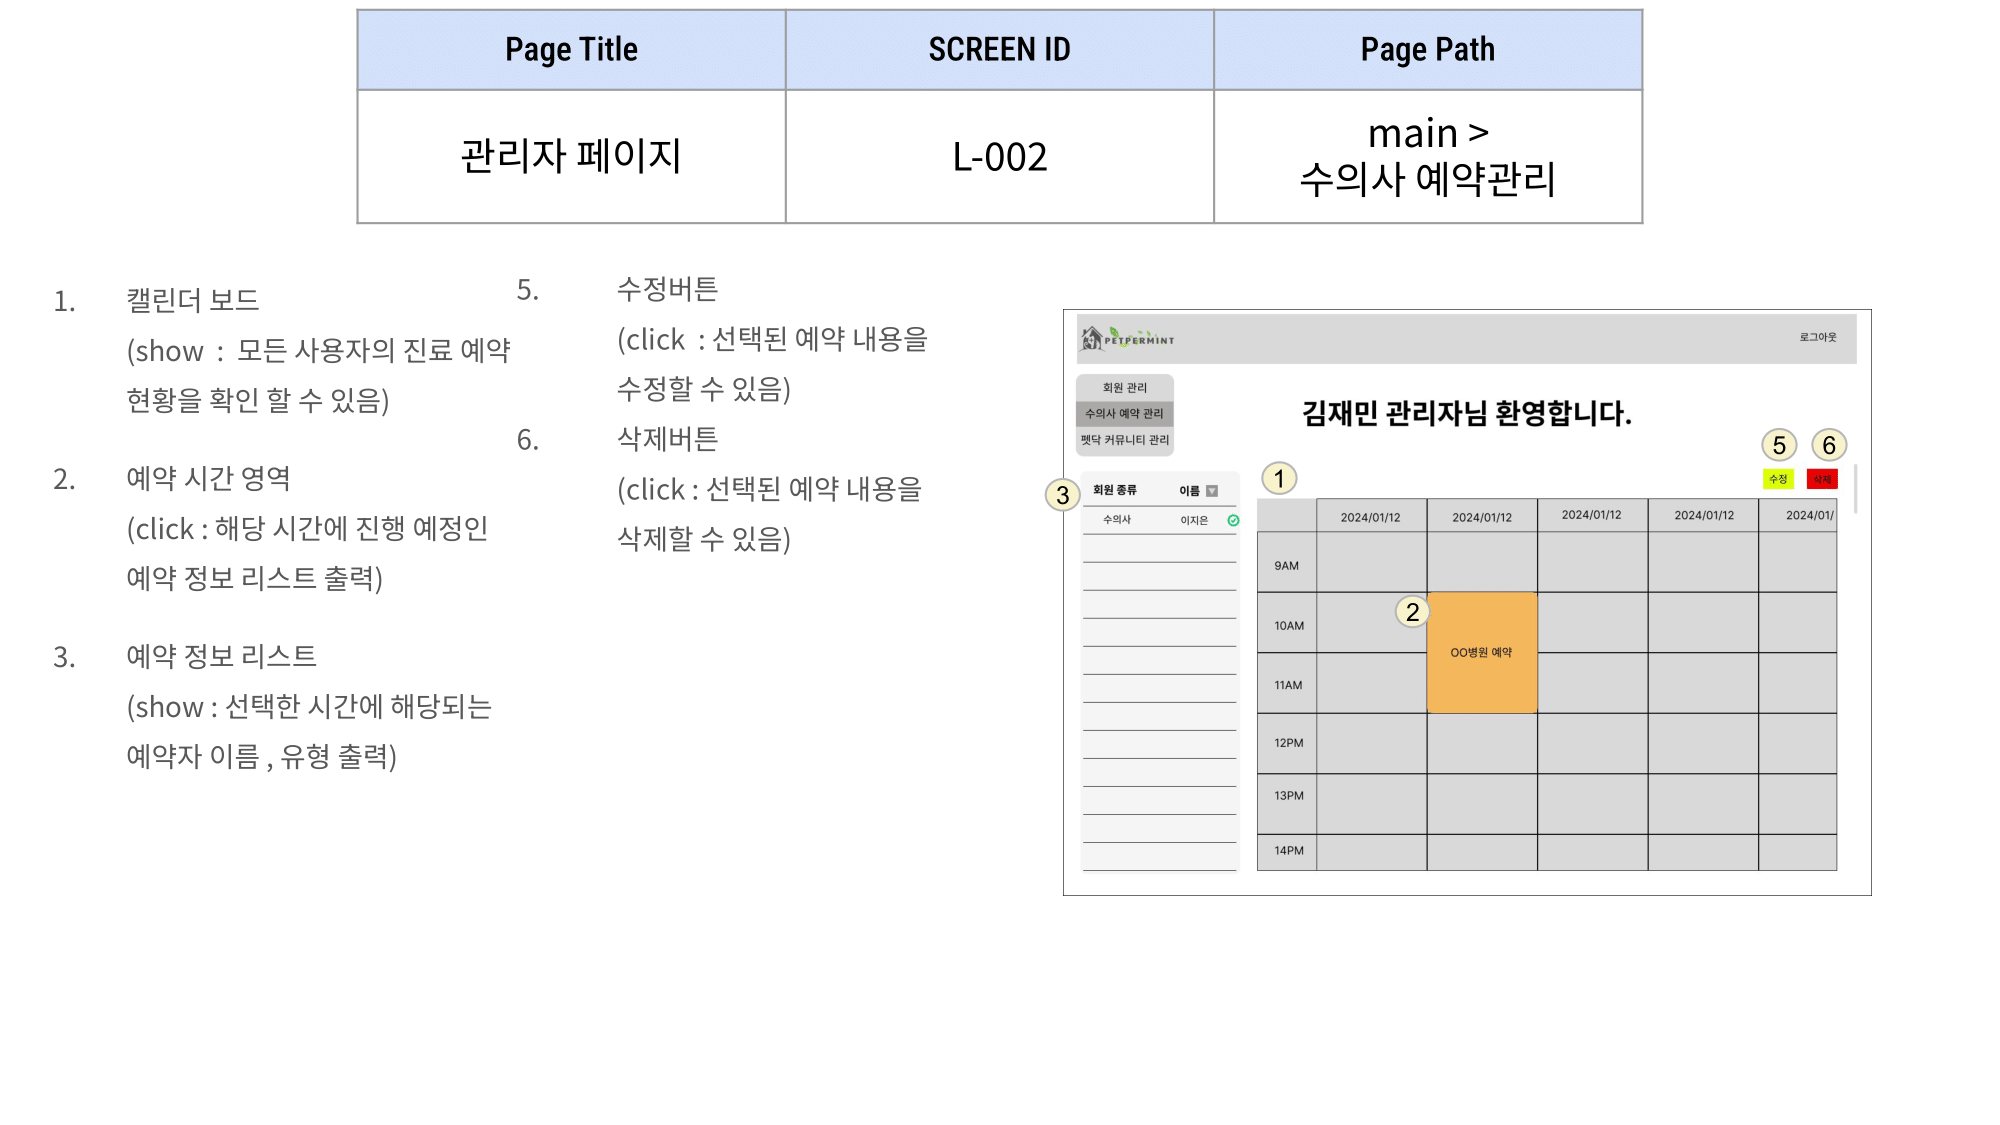 Page Title SCREEN ID Page Path
관리자 페이지 L-002 main >
수의사 예약관리
1. 캘린더 보드
(show : 모든 사용자의 진료 예약
현황을 확인 할 수 있음)
2. 예약 시간 영역
(click : 해당 시간에 진행 예정인
예약 정보 리스트 출력)
3. 예약 정보 리스트
(show : 선택한 시간에 해당되는
예약자 이름 , 유형 출력)
5. 수정버튼
(click : 선택된 예약 내용을
수정할 수 있음)
6. 삭제버튼
(click : 선택된 예약 내용을
삭제할 수 있음)
PETPERMINT 로그아웃
회원 관리
수의사 예약 관리
펫닥 커뮤니티 관리
김재민 관리자님 환영합니다.
5 6
수정 삭제
3 회원 종류 이름
수의사 이지은
1
2024/01/12 2024/01/12 2024/01/12 2024/01/12 2024/01/
9AM
2
10AM
OO병원 예약
11AM
12PM
13PM
14PM